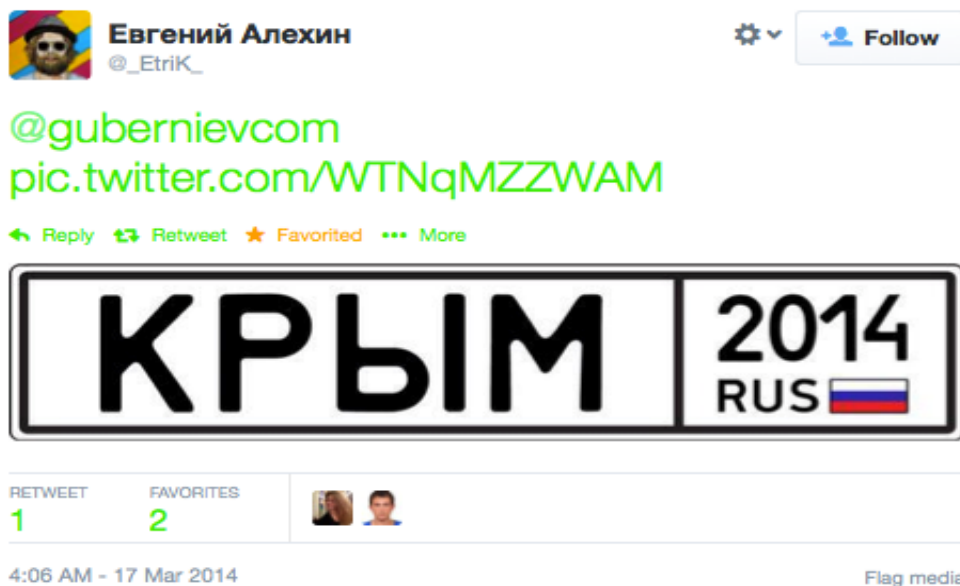 Евгений Алехин
@_EtriK_
Follow
@gubernievcom
pic.twitter.com/WTNqMZZWAM
Reply Retweet Favorited More
КРЫМ 2014
RUS
RETWEET FAVORITES
1 2
4:06 AM - 17 Mar 2014
Flag media